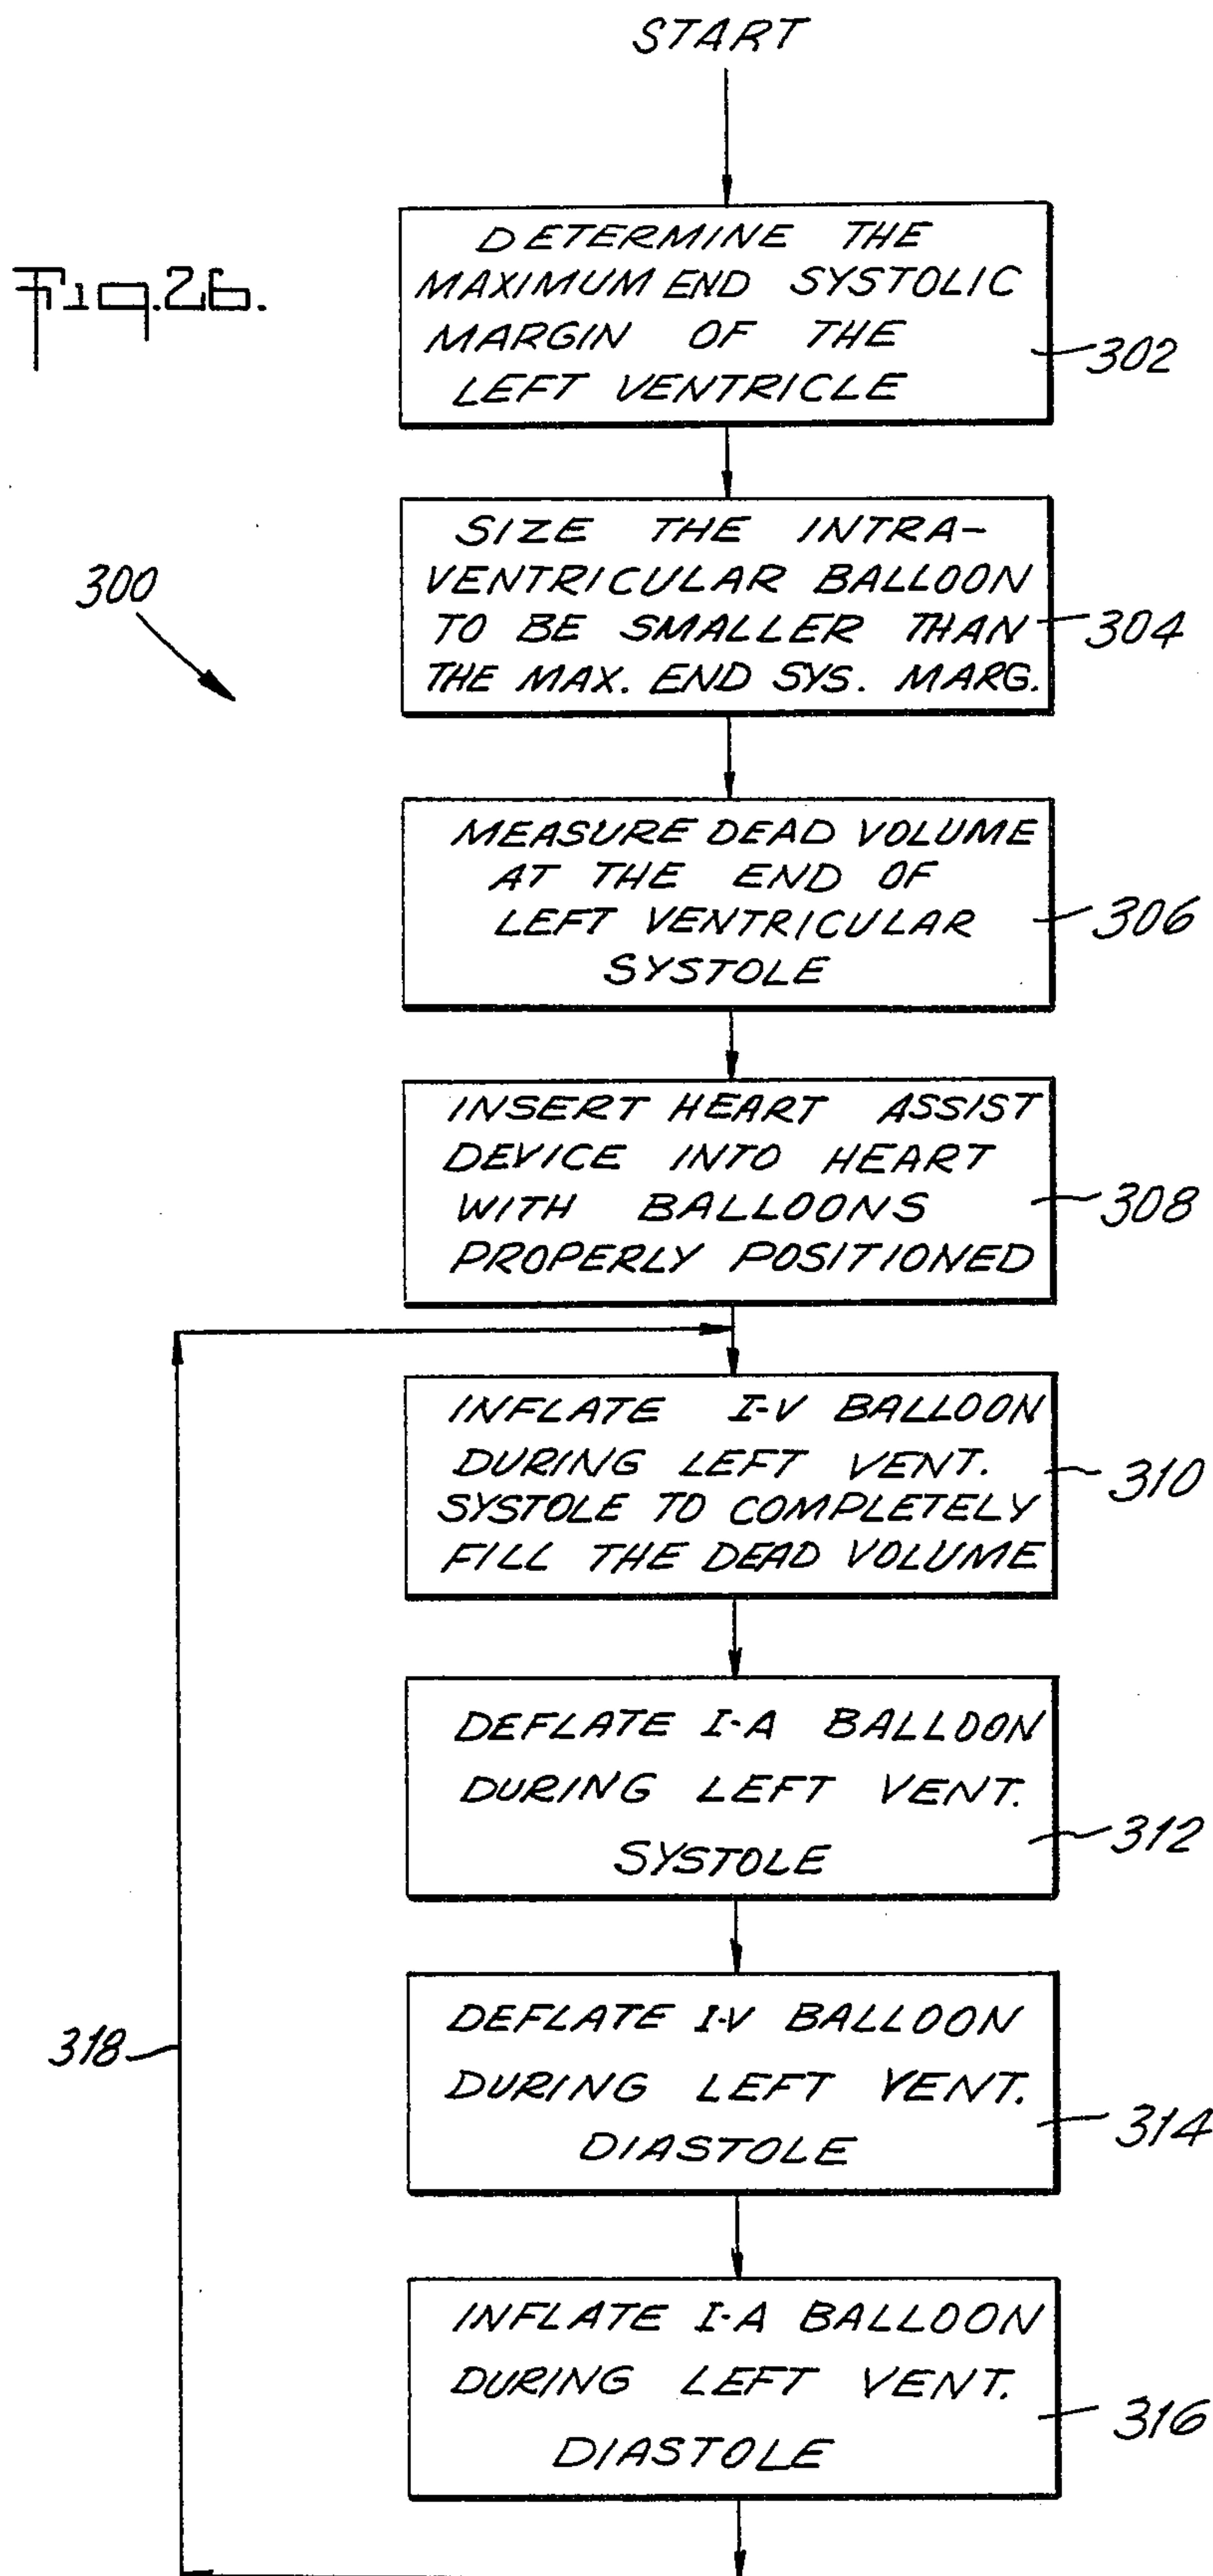 START
Fig. 26.
DETERMINE THE
MAXIMUM END SYSTOLIC
MARGIN OF THE
LEFT VENTRICLE
302
300
SIZE THE INTRA-
VENTRICULAR BALLOON
TO BE SMALLER THAN
THE MAX. END SYS. MARG.
304
MEASURE DEAD VOLUME
AT THE END OF
LEFT VENTRICULAR
SYSTOLE
306
INSERT HEART ASSIST
DEVICE INTO HEART
WITH BALLOONS
PROPERLY POSITIONED
308
INFLATE I-V BALLOON
DURING LEFT VENT.
SYSTOLE TO COMPLETELY
FILL THE DEAD VOLUME
310
DEFLATE I-A BALLOON
DURING LEFT VENT.
SYSTOLE
312
DEFLATE I-V BALLOON
DURING LEFT VENT.
DIASTOLE
314
318
INFLATE I-A BALLOON
DURING LEFT VENT.
DIASTOLE
316